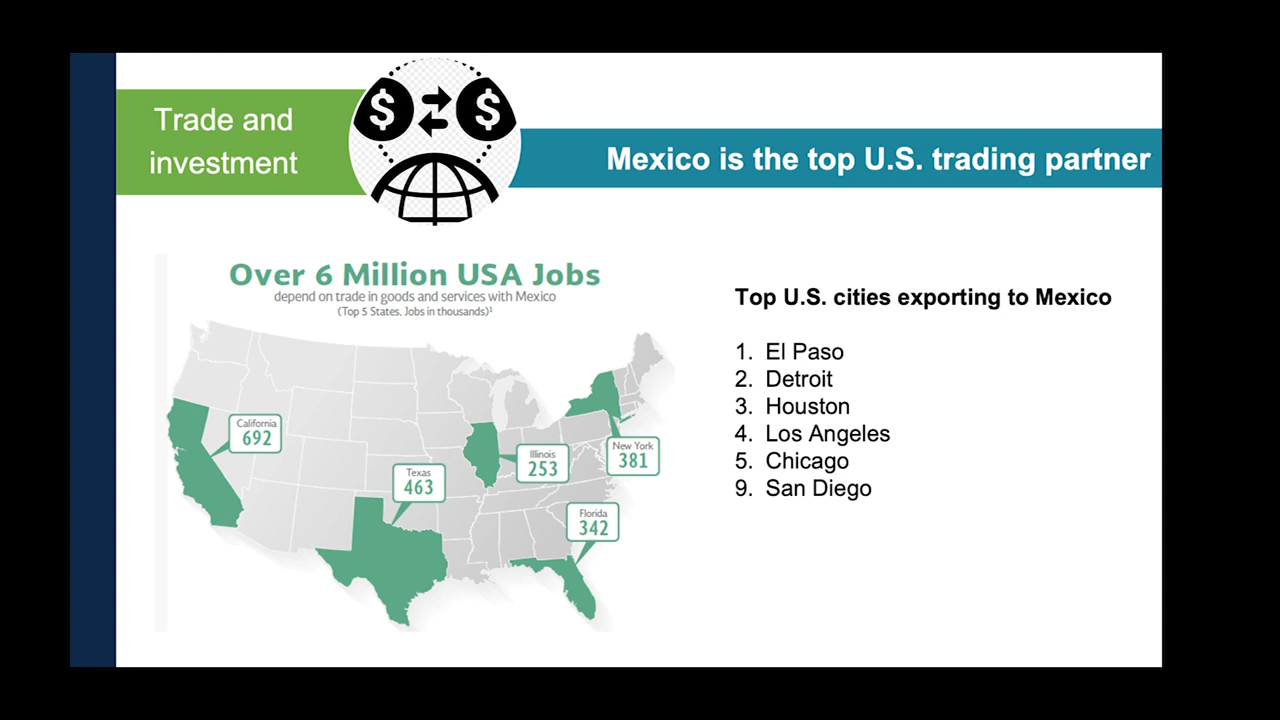 Trade and
investment
$ $
Mexico is the top U.S. trading partner
Over 6 Million USA Jobs
depend on trade in goods and services with Mexico
(Top 5 States, Jobs in thousands)¹
California
692
Texas
463
Illinois
253
New York
381
Florida
342
Top U.S. cities exporting to Mexico
1. El Paso
2. Detroit
3. Houston
4. Los Angeles
5. Chicago
9. San Diego